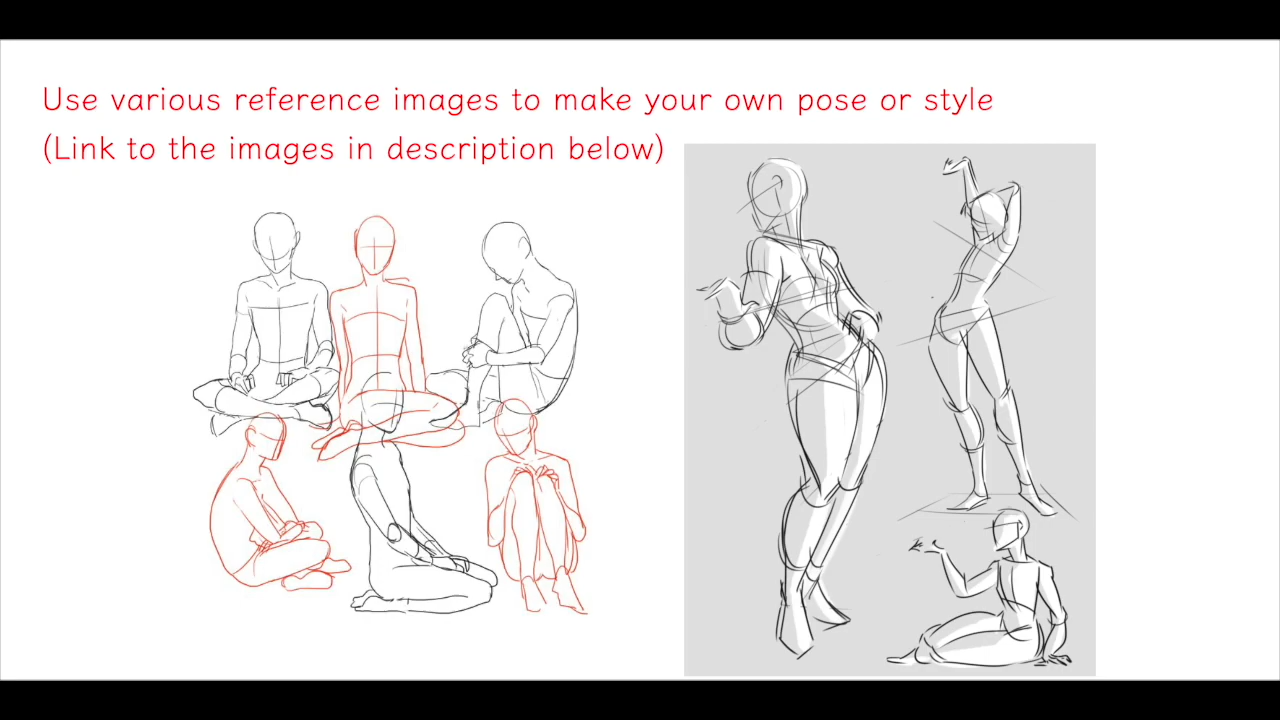 Use various reference images to make your own pose or style
(Link to the images in description below)